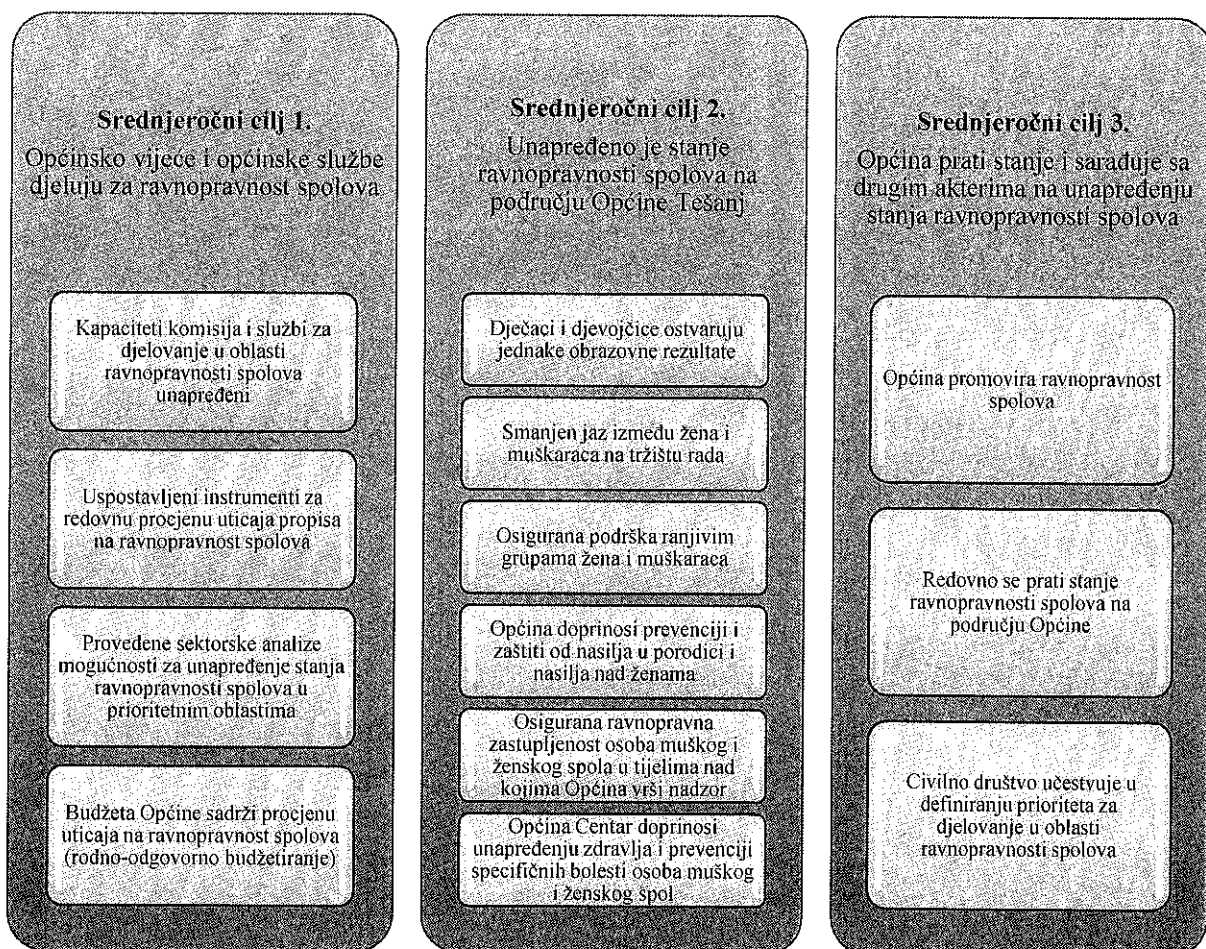 Srednjeročni cilj 1.
Općinsko vijeće i općinske službe
djeluju za ravnopravnost spolova
Kapaciteti komisija i službi za
djelovanje u oblasti
ravnopravnosti spolova
unapređeni
Uspostavljeni instrumenti za
redovnu procjenu uticaja propisa
na ravnopravnost spolova
Provedene sektorske analize
mogućnosti za unapređenje stanja
ravnopravnosti spolova u
prioritetnim oblastima
Budžeta Općine sadrži procjenu
uticaja na ravnopravnost spolova
(rodno-odgovorno budžetiranje)
Srednjeročni cilj 2.
Unapređeno je stanje
ravnopravnosti spolova na
području Općine Tešanj
Dječaci i djevojčice ostvaruju
jednake obrazovne rezultate
Smanjen jaz između žena i
muškaraca na tržištu rada
Osigurana podrška ranjivim
grupama žena i muškaraca
Općina doprinosi prevenciji i
zaštiti od nasilja u porodici i
nasilja nad ženama
Osigurana ravnopravna
zastupljenost osoba muškog i
ženskog spola u tijelima nad
kojima Općina vrši nadzor
Općina Centar doprinosi
unapređenju zdravlja i prevenciji
specifičnih bolesti osoba muškog
i ženskog spol
Srednjeročni cilj 3.
Općina prati stanje i sarađuje sa
drugim akterima na unapređenju
stanja ravnopravnosti spolova
Općina promovira ravnopravnost
spolova
Redovno se prati stanje
ravnopravnosti spolova na
području Općine
Civilno društvo učestvuje u
definiranju prioriteta za
djelovanje u oblasti
ravnopravnosti spolova